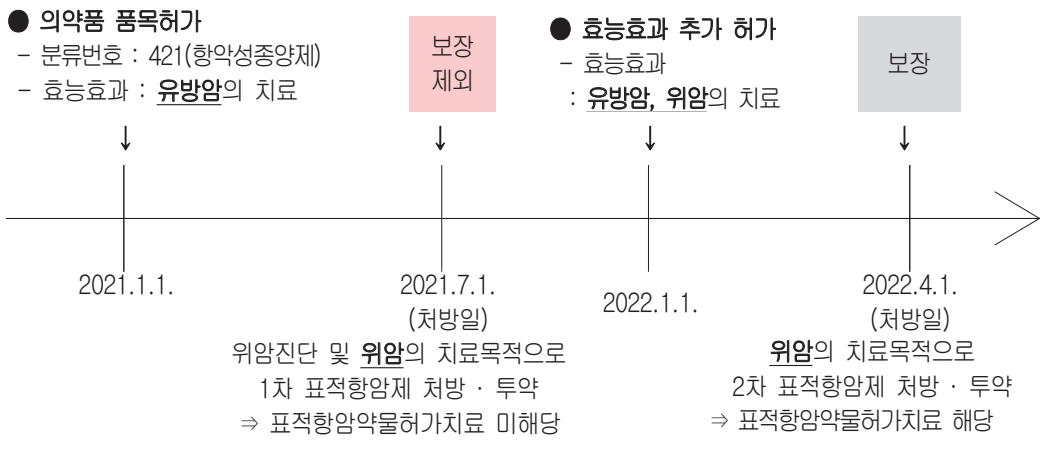 ● 의약품 품목허가
- 분류번호 : 421(항악성종양제)
- 효능효과 : 유방암의 치료
보장
제외
● 효능효과 추가 허가
- 효능효과
: 유방암, 위암의 치료
보장
2021.1.1.
2021.7.1.
(처방일)
위암진단 및 위암의 치료목적으로
1차 표적항암제 처방 · 투약
⇒ 표적항암약물허가치료 미해당
2022.1.1.
2022.4.1.
(처방일)
위암의 치료목적으로
2차 표적항암제 처방 · 투약
⇒ 표적항암약물허가치료 해당